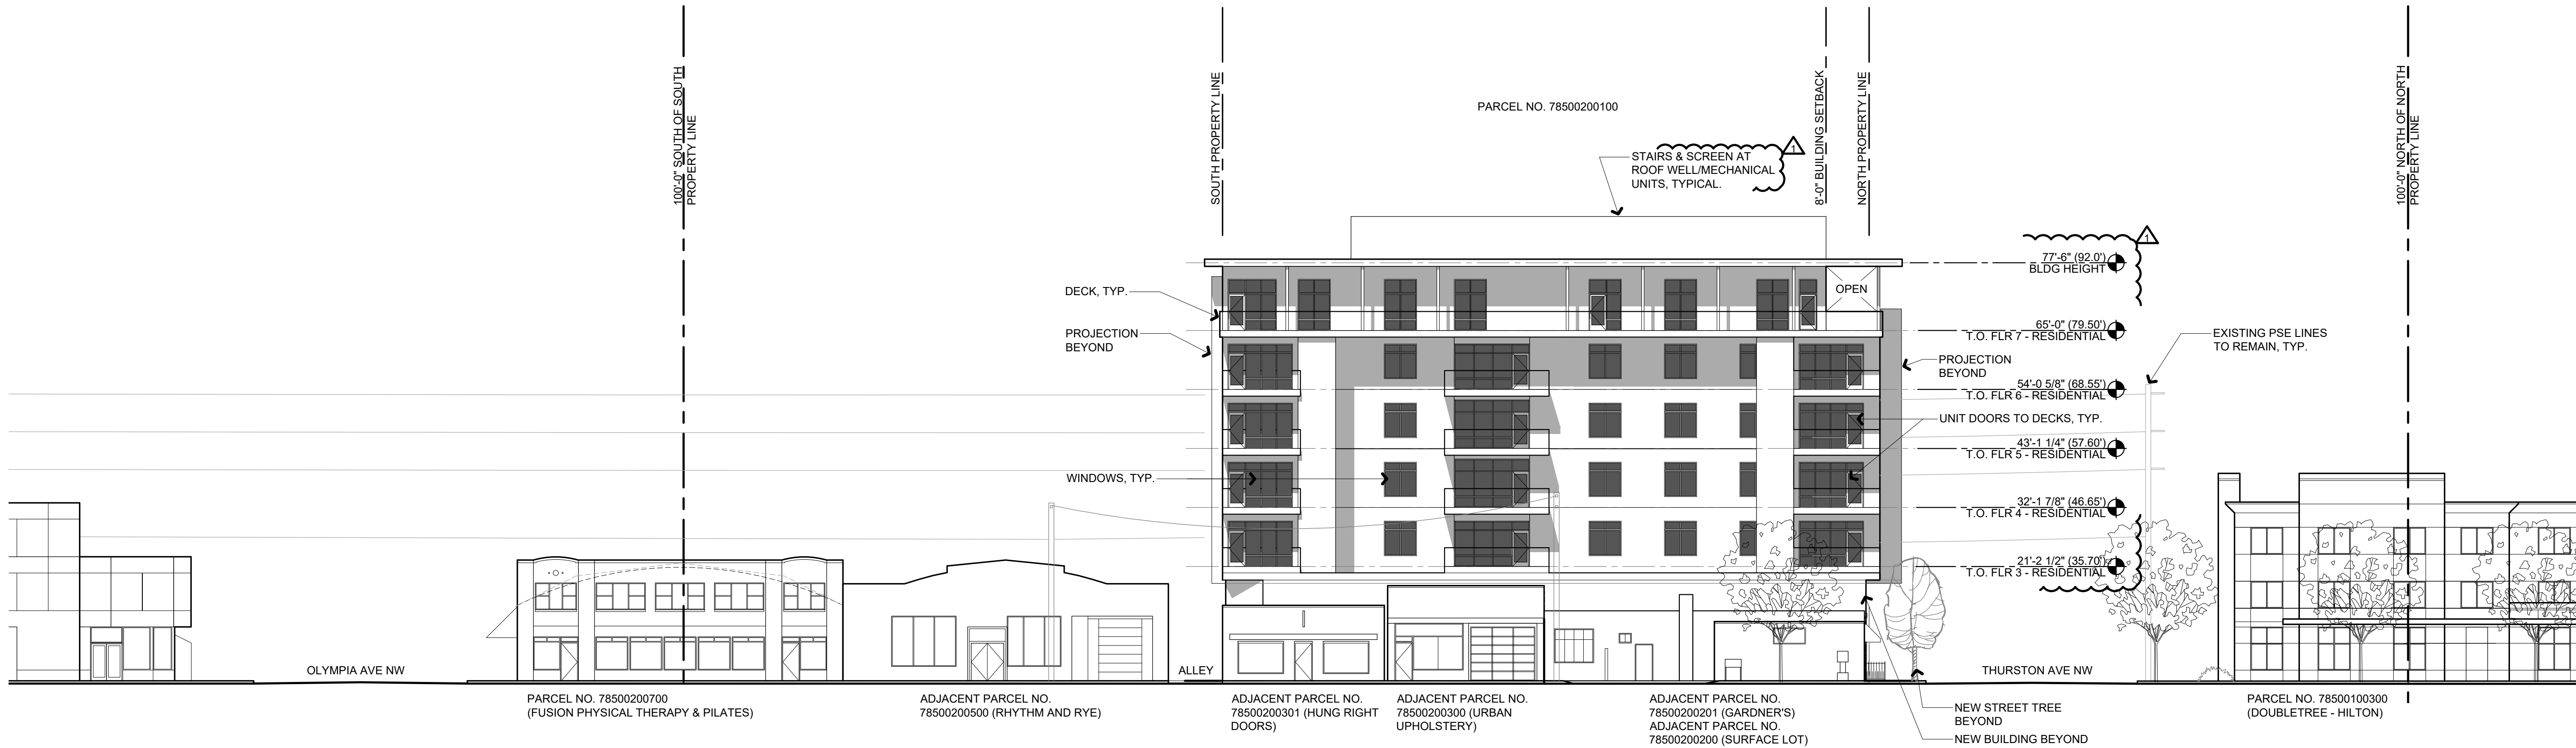 100'-0" SOUTH OF SOUTH
PROPERTY LINE
SOUTH PROPERTY LINE
PARCEL NO. 78500200100
8'-0" BUILDING SETBACK
NORTH PROPERTY LINE
100'-0" NORTH OF NORTH
PROPERTY LINE
1
STAIRS & SCREEN AT
ROOF WELL/MECHANICAL
UNITS, TYPICAL.
1
77'-6" (92.0')
BLDG HEIGHT
DECK, TYP.
OPEN
PROJECTION
BEYOND
65'-0" (79.50')
T.O. FLR 7 - RESIDENTIAL
EXISTING PSE LINES
TO REMAIN, TYP.
PROJECTION
BEYOND
54'-0 5/8" (68.55')
T.O. FLR 6 - RESIDENTIAL
UNIT DOORS TO DECKS, TYP.
43'-1 1/4" (57.60')
T.O. FLR 5 - RESIDENTIAL
WINDOWS, TYP.
32'-1 7/8" (46.65')
T.O. FLR 4 - RESIDENTIAL
21'-2 1/2" (35.70')
T.O. FLR 3 - RESIDENTIAL
OLYMPIA AVE NW
ALLEY
THURSTON AVE NW
PARCEL NO. 78500200700
(FUSION PHYSICAL THERAPY & PILATES)
ADJACENT PARCEL NO.
78500200500 (RHYTHM AND RYE)
ADJACENT PARCEL NO.
78500200301 (HUNG RIGHT
DOORS)
ADJACENT PARCEL NO.
78500200300 (URBAN
UPHOLSTERY)
ADJACENT PARCEL NO.
78500200201 (GARDNER'S)
ADJACENT PARCEL NO.
78500200200 (SURFACE LOT)
NEW STREET TREE
BEYOND
NEW BUILDING BEYOND
PARCEL NO. 78500100300
(DOUBLETREE - HILTON)